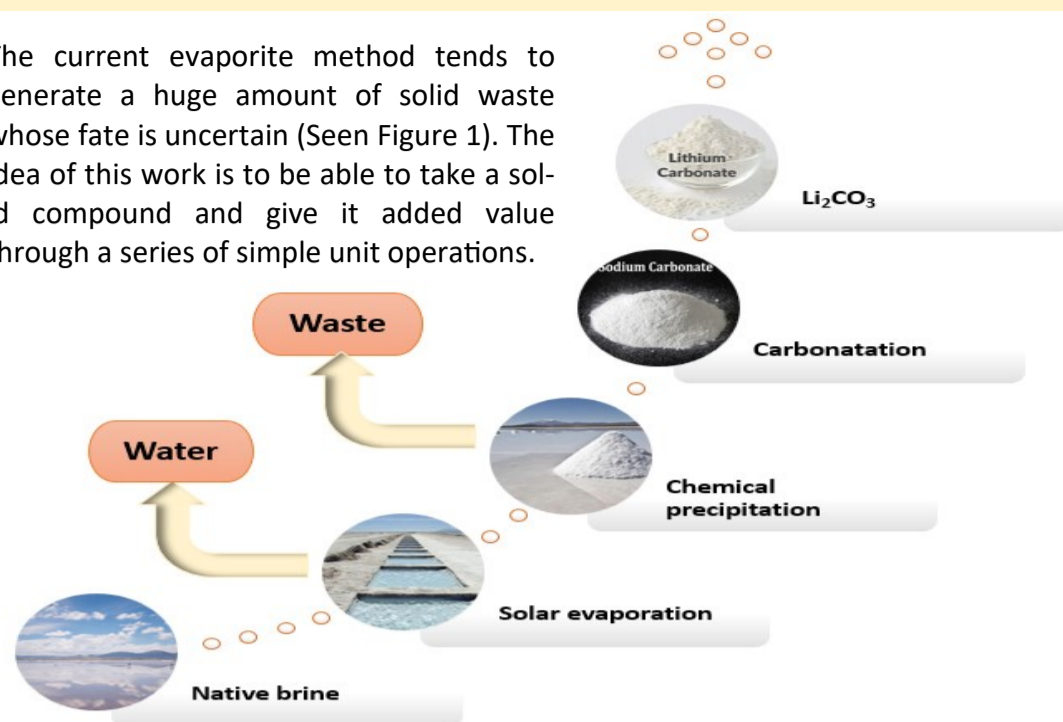 he current evaporite method tends to
enerate a huge amount of solid waste
whose fate is uncertain (Seen Figure 1). The
dea of this work is to be able to take a sol-
d compound and give it added value
through a series of simple unit operations.
Lithium
Carbonate
Li₂CO₃
Sodium Carbonate
Carbonatation
Waste
Chemical
precipitation
Water
Solar evaporation
Native brine